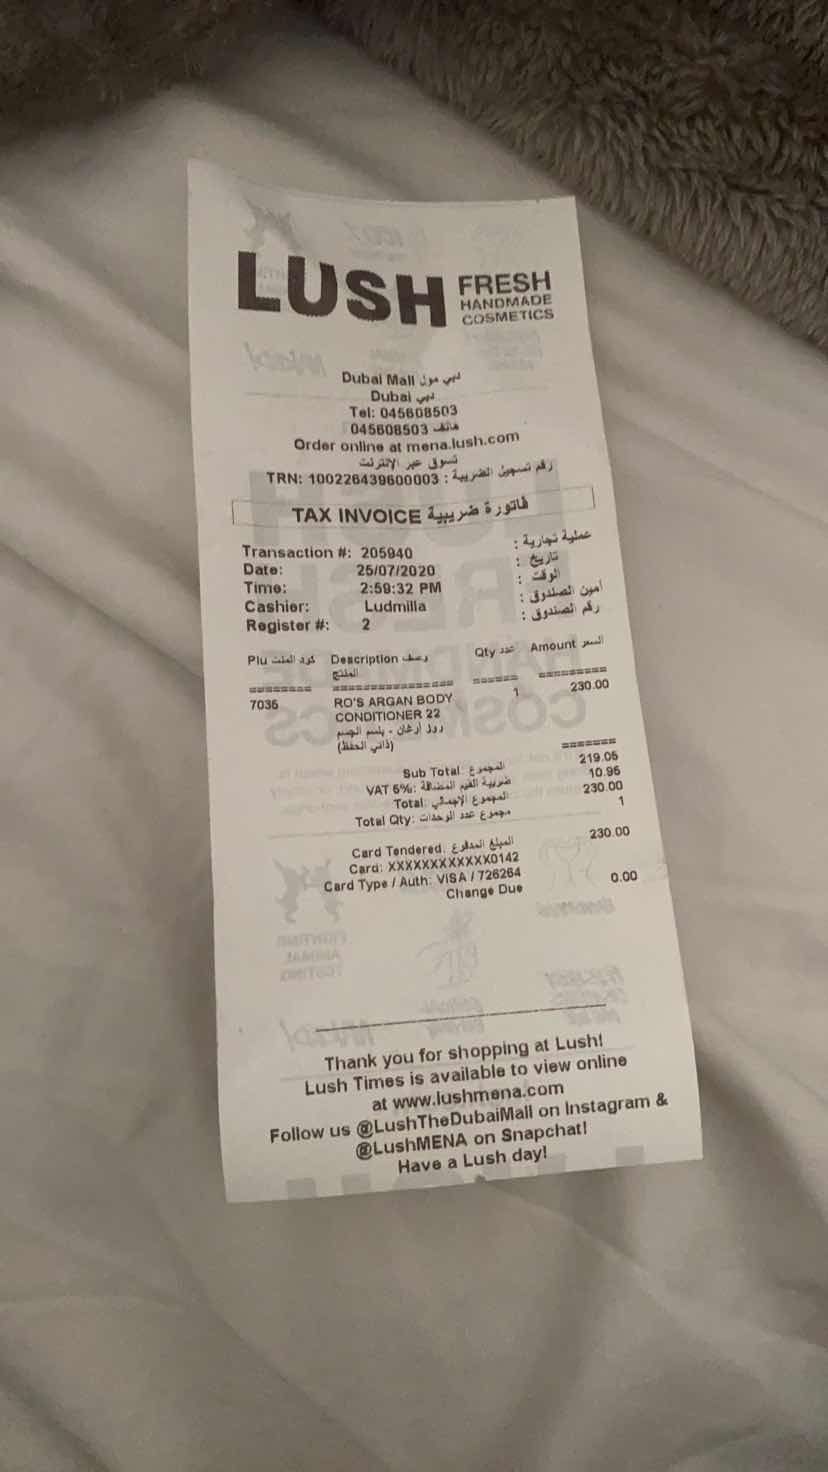 LUSH FRESH
HANDMADE
COSMETICS
Dubai Mall دبي مول
Dubai دبي
Tel: 045608503
045608503 هاتف
Order online at mena.lush.com
تسوق عبر الإنترنت
TRN: 100226439600003 : رقم تسجيل الضريبة
TAX INVOICE فاتورة ضريبية
Transaction #: 205940 عملية تجارية :
Date: 25/07/2020 تاريخ :
Time: 2:59:32 PM الوقت :
Cashier: Ludmilla أمين الصندوق :
Register #: 2 رقم الصندوق :
Plu كود المنتج Description وصف Qty عدد Amount السعر
المنتج
======== ================ ====== =========
7036 RO'S ARGAN BODY 1 230.00
CONDITIONER 22
روز أرغان - بلسم الجسم
(ذاتي الحفظ)
=======
Sub Total: المجموع 219.05
VAT 5%: ضريبة القيم المضافة 10.95
Total: المجموع الإجمالي 230.00
Total Qty: مجموع عدد الوحدات 1
Card Tendered: المبلغ المدفوع 230.00
Card: XXXXXXXXXXXX0142
Card Type / Auth: VISA / 726264
Change Due 0.00
Thank you for shopping at Lush!
Lush Times is available to view online
at www.lushmena.com
Follow us @LushTheDubaiMall on Instagram &
@LushMENA on Snapchat!
Have a Lush day!